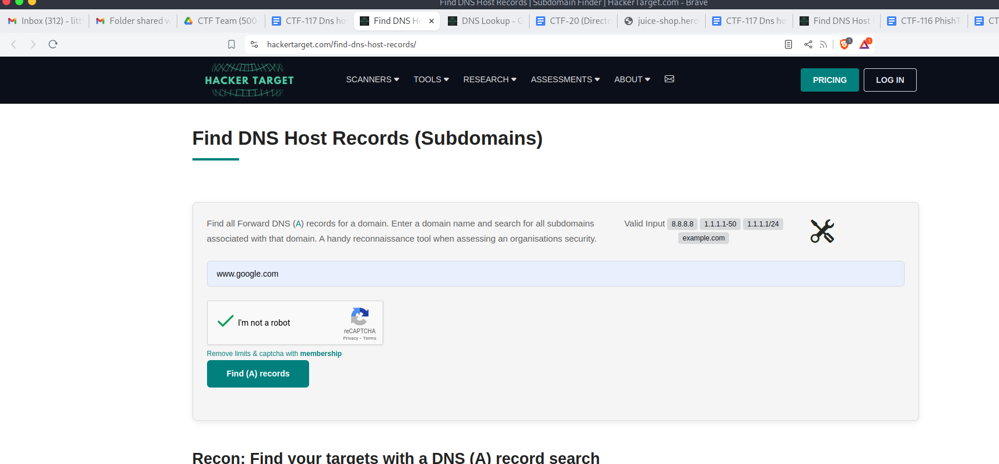 Find DNS Host Records | Subdomain Finder | HackerTarget.com - Brave
Inbox (312) - litt
Folder shared w
CTF Team (500
CTF-117 Dns ho
Find DNS Ho
DNS Lookup - O
CTF-20 (Directo
juice-shop.hero
CTF-117 Dns ho
Find DNS Host
CTF-116 PhishT
CT
hackertarget.com/find-dns-host-records/
1
1
HACKER TARGET
SCANNERS
TOOLS
RESEARCH
ASSESSMENTS
ABOUT
PRICING
LOG IN
Find DNS Host Records (Subdomains)
Find all Forward DNS (A) records for a domain. Enter a domain name and search for all subdomains
associated with that domain. A handy reconnaissance tool when assessing an organisations security.
Valid Input 8.8.8.8 1.1.1.1-50 1.1.1.1/24
example.com
www.google.com
I'm not a robot
reCAPTCHA
Privacy - Terms
Remove limits & captcha with membership
Find (A) records
Recon: Find your targets with a DNS (A) record search